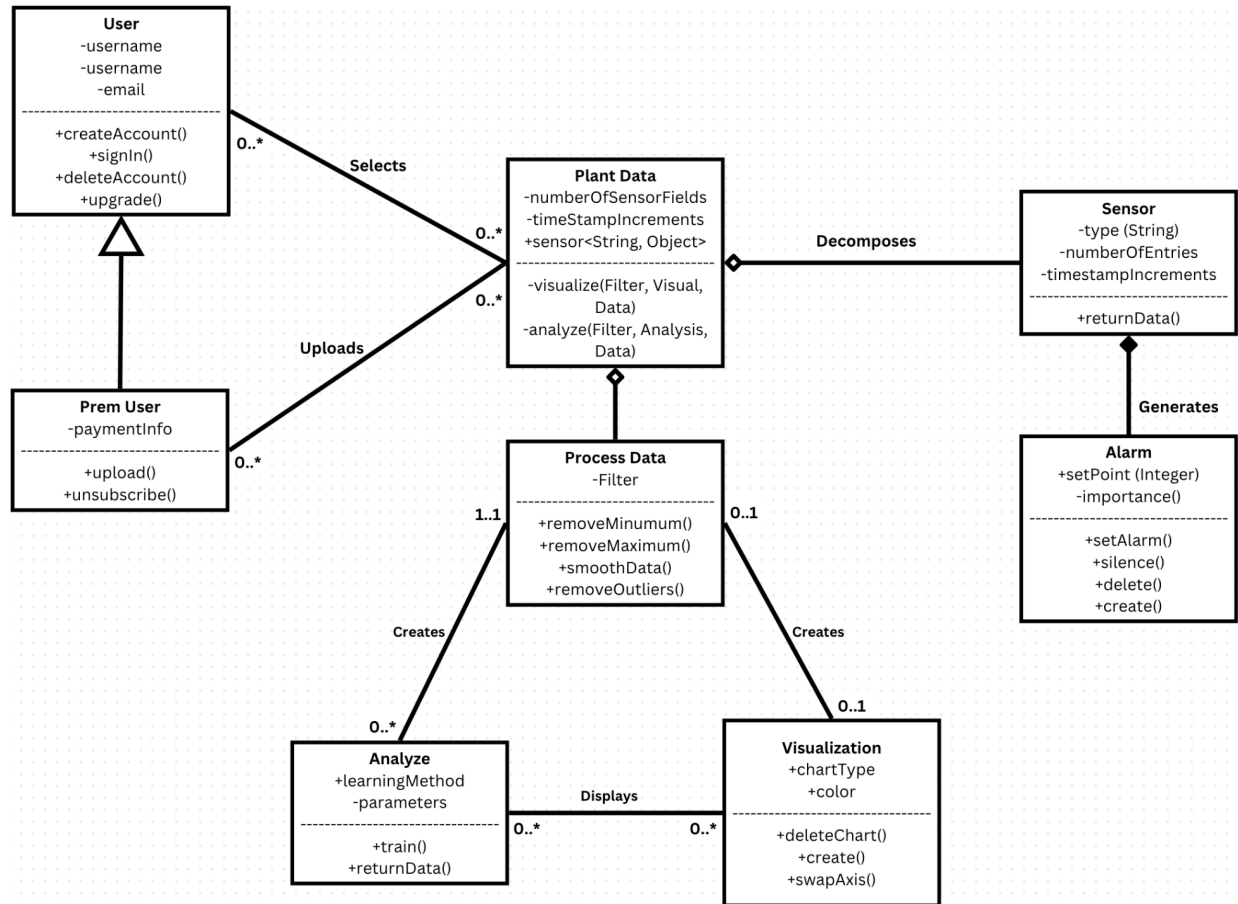 User
-username
-username
-email
+createAccount()
+signIn()
+deleteAccount()
+upgrade()
0..*
Selects
0..*
Plant Data
-numberOfSensorFields
-timeStampIncrements
+sensor<String, Object>
-visualize(Filter, Visual,
Data)
-analyze(Filter, Analysis,
Data)
Decomposes
Sensor
-type (String)
-numberOfEntries
-timestampIncrements
+returnData()
0..*
Uploads
0..*
Prem User
-paymentInfo
+upload()
+unsubscribe()
Generates
Alarm
+setPoint (Integer)
-importance()
+setAlarm()
+silence()
+delete()
+create()
Process Data
-Filter
+removeMinumum()
+removeMaximum()
+smoothData()
+removeOutliers()
1..1
Creates
0..*
0..1
Creates
0..1
Analyze
+learningMethod
-parameters
+train()
+returnData()
Displays
0..*
0..*
Visualization
+chartType
+color
+deleteChart()
+create()
+swapAxis()